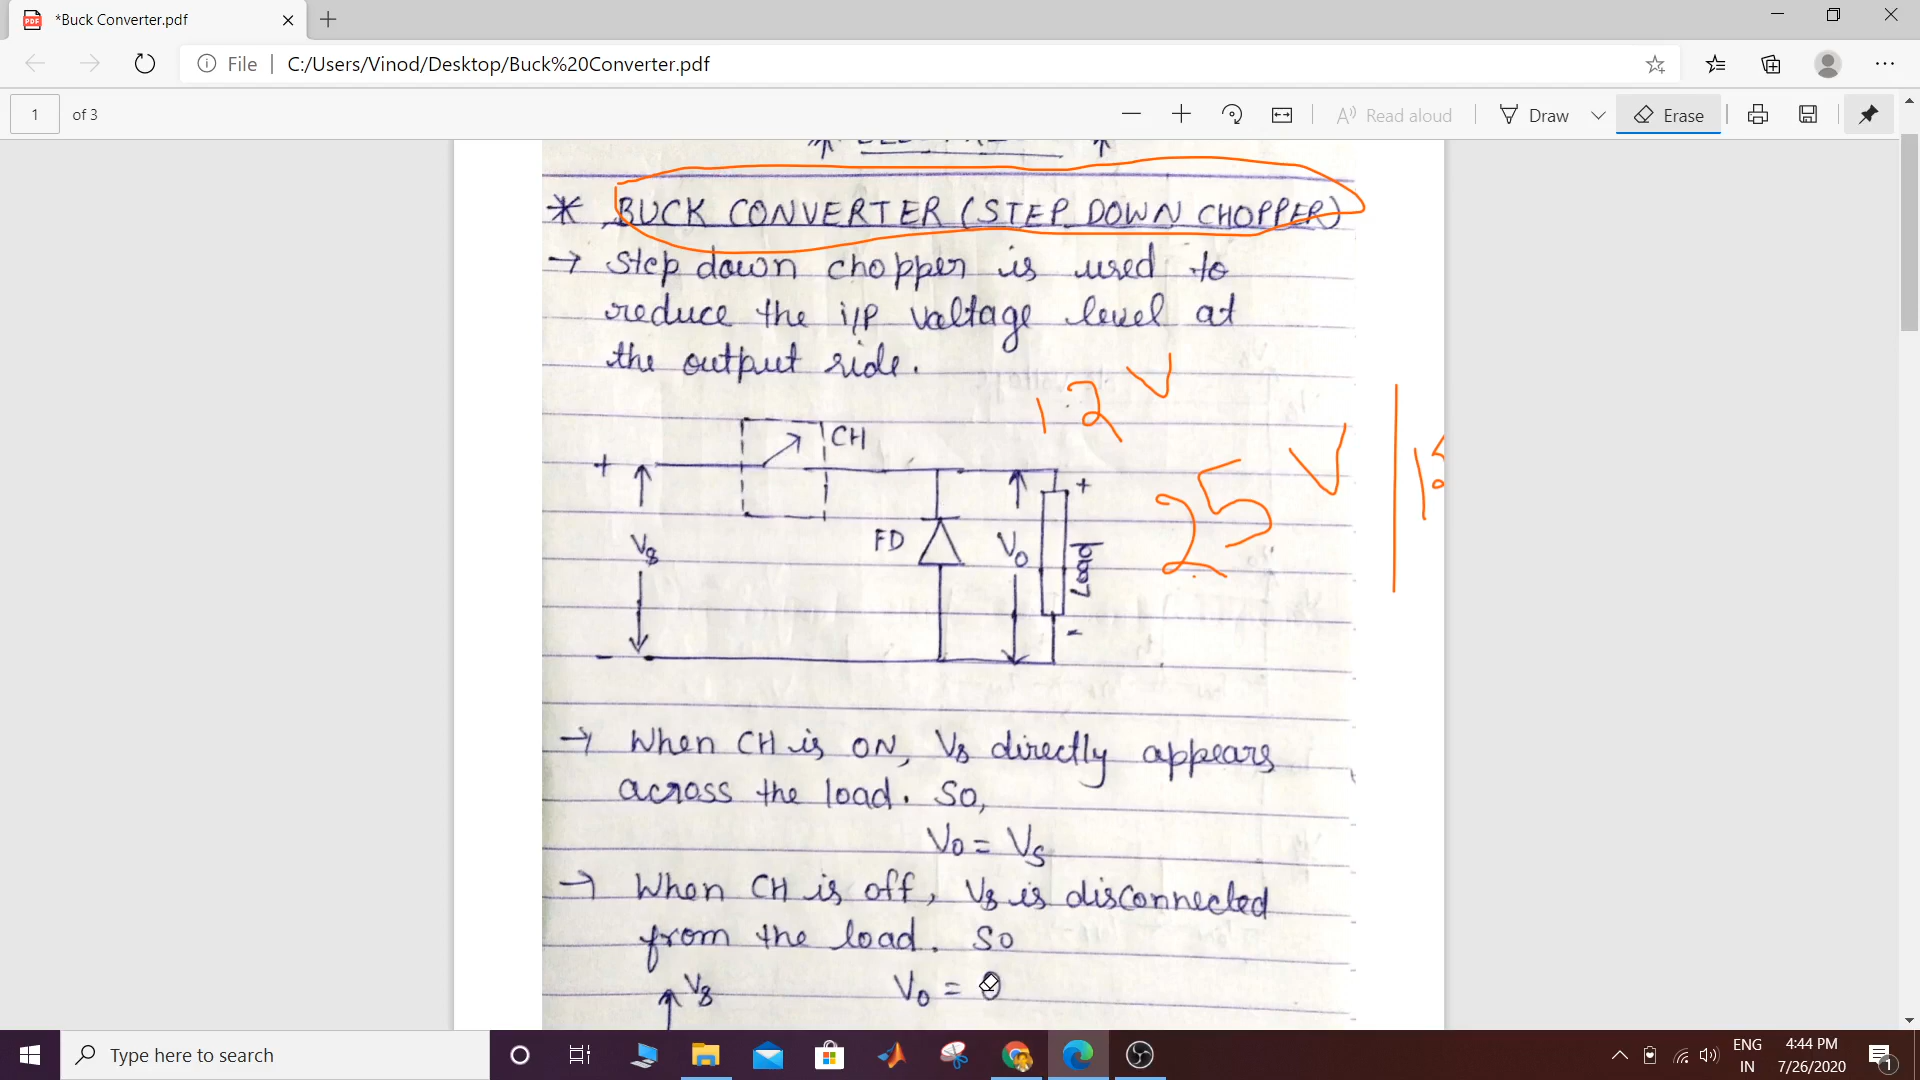 *Buck Converter.pdf
File
C:/Users/Vinod/Desktop/Buck%20Converter.pdf
1 of 3
Read aloud
Draw
Erase
* BUCK CONVERTER (STEP DOWN CHOPPER)
→ Step down chopper is used to
reduce the i/p voltage level at
the output side.
12 V
CH
+
25 V
+
Vs
FD
Vo
Load
-
-
→ When CH is ON, Vs directly appears
across the load. So,
Vo = Vs
→ When CH is off, Vs is disconnected
from the load. So
Vs
Vo = 0
Type here to search
ENG
IN
4:44 PM
7/26/2020
1